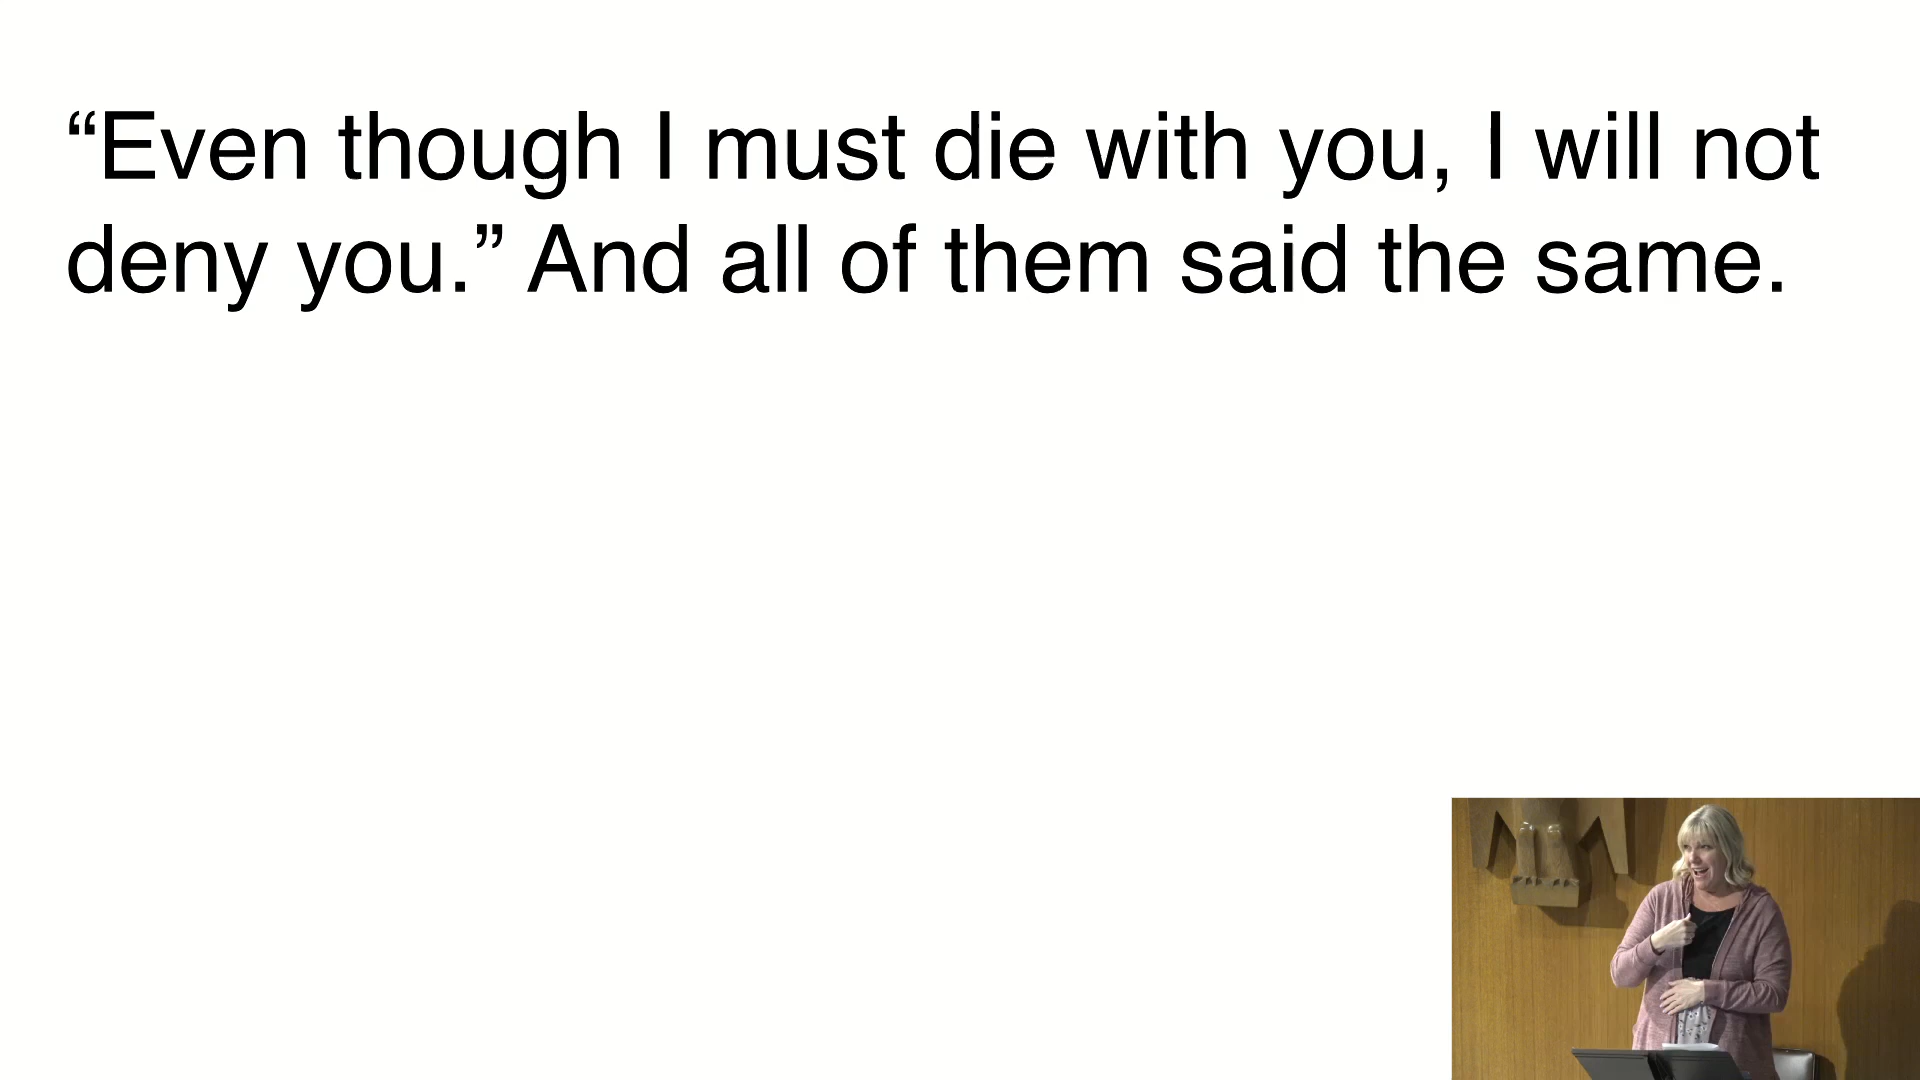 “Even though I must die with you, I will not
deny you.” And all of them said the same.